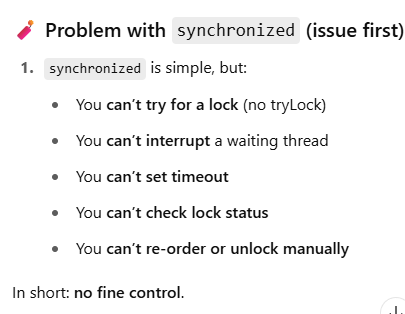 Problem with synchronized (issue first)
1. synchronized is simple, but:
• You can't try for a lock (no tryLock)
• You can't interrupt a waiting thread
• You can't set timeout
• You can't check lock status
• You can't re-order or unlock manually
In short: no fine control.